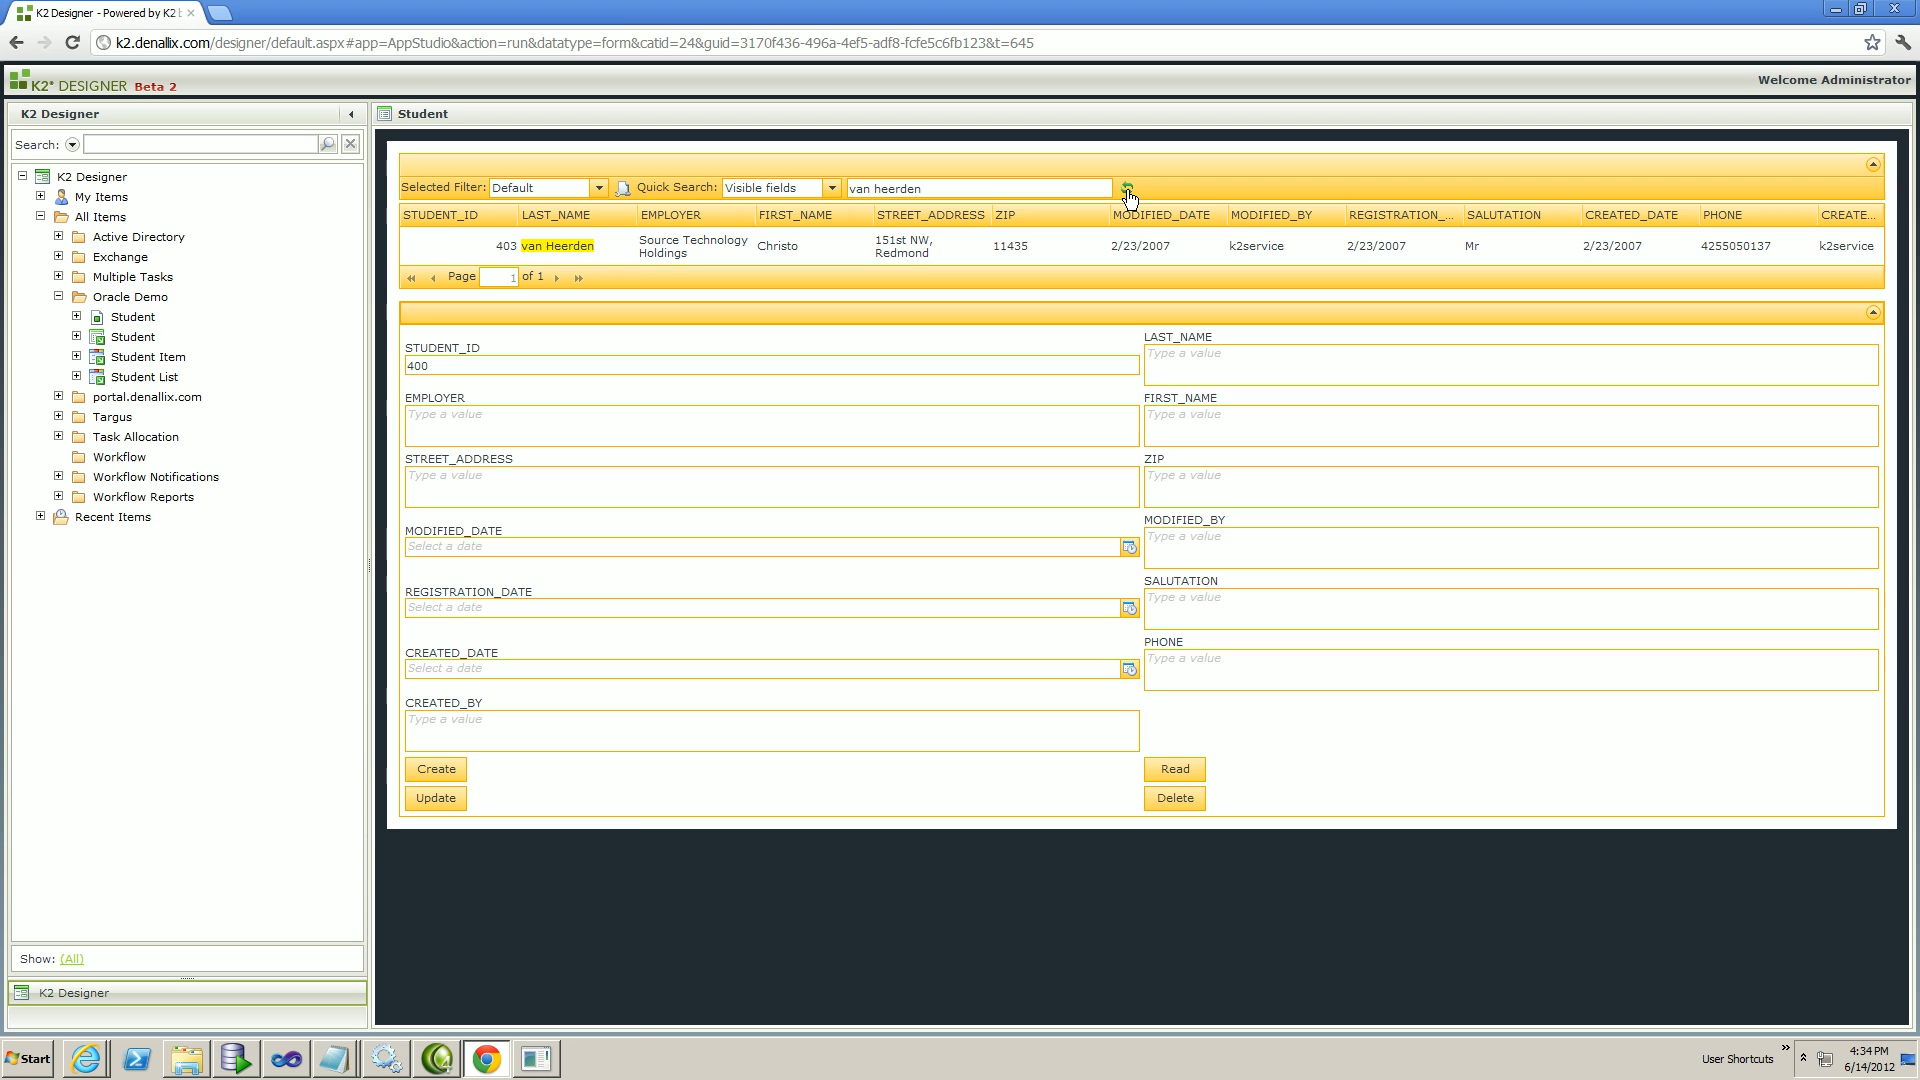 K2 Designer - Powered by K2 b
k2.denallix.com/designer/default.aspx#app=AppStudio&action=run&datatype=form&catid=24&guid=3170f436-496a-4ef5-adf8-fcfe5c6fb123&t=645
K2* DESIGNER Beta 2
Welcome Administrator
K2 Designer
Student
Search:
Selected Filter: Default Quick Search: Visible fields van heerden
K2 Designer
My Items
All Items
Active Directory
Exchange
Multiple Tasks
Oracle Demo
Student
Student
Student Item
Student List
portal.denallix.com
Targus
Task Allocation
Workflow
Workflow Notifications
Workflow Reports
Recent Items
STUDENT_ID LAST_NAME EMPLOYER FIRST_NAME STREET_ADDRESS ZIP MODIFIED_DATE MODIFIED_BY REGISTRATION_... SALUTATION CREATED_DATE PHONE CREATE...
403 van Heerden Source Technology Holdings Christo 151st NW, Redmond 11435 2/23/2007 k2service 2/23/2007 Mr 2/23/2007 4255050137 k2service
Page 1 of 1
STUDENT_ID
400
LAST_NAME
Type a value
EMPLOYER
Type a value
FIRST_NAME
Type a value
STREET_ADDRESS
Type a value
ZIP
Type a value
MODIFIED_DATE
Select a date
MODIFIED_BY
Type a value
REGISTRATION_DATE
Select a date
SALUTATION
Type a value
CREATED_DATE
Select a date
PHONE
Type a value
CREATED_BY
Type a value
Create
Read
Update
Delete
Show: (All)
K2 Designer
Start
User Shortcuts
4:34 PM
6/14/2012